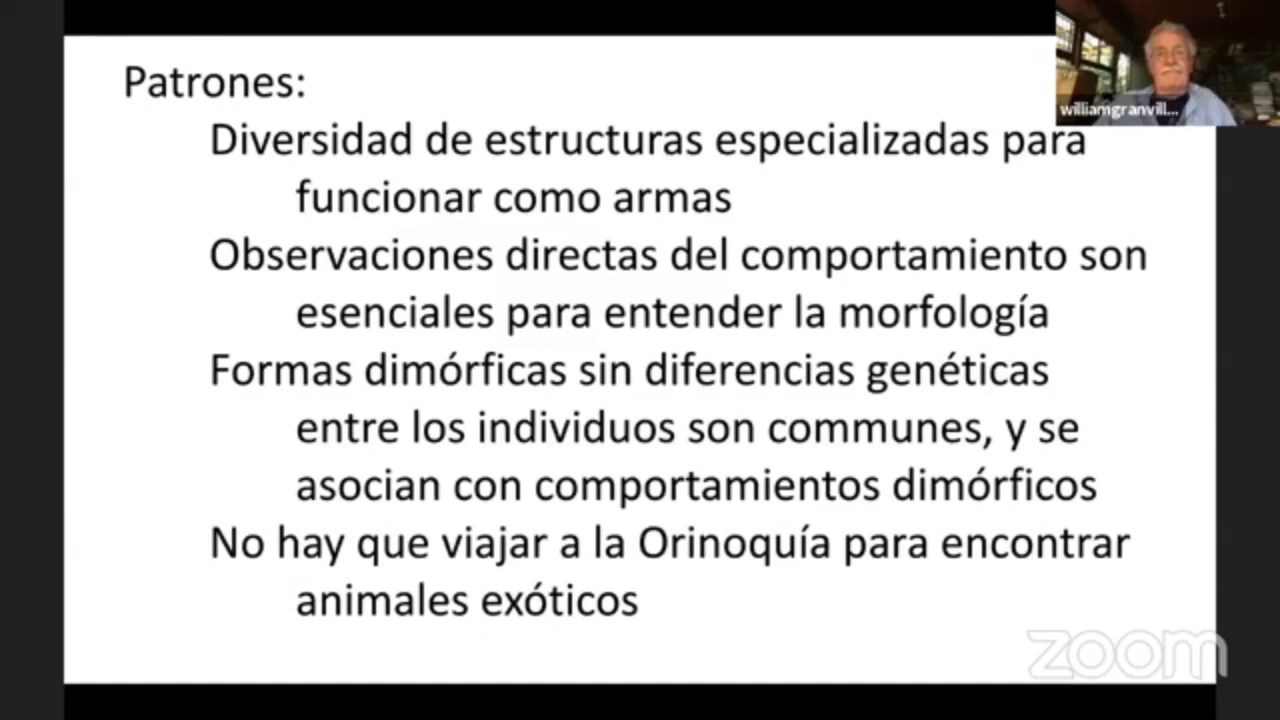 Patrones:
williamgranvill...
Diversidad de estructuras especializadas para
funcionar como armas
Observaciones directas del comportamiento son
esenciales para entender la morfología
Formas dimórficas sin diferencias genéticas
entre los individuos son communes, y se
asocian con comportamientos dimórficos
No hay que viajar a la Orinoquía para encontrar
animales exóticos
zoom